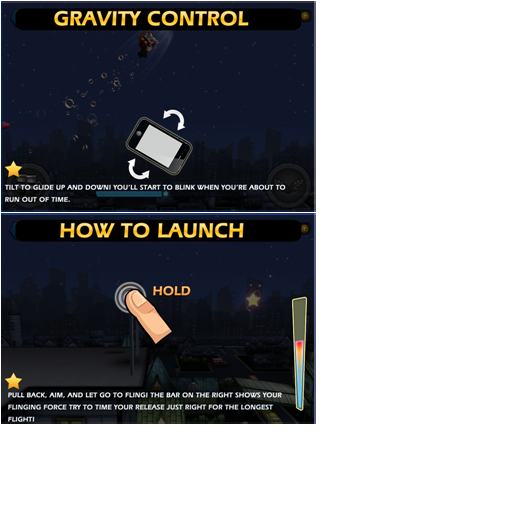 GRAVITY CONTROL
TILT TO GLIDE UP AND DOWN! YOU'LL START TO BLINK WHEN YOU'RE ABOUT TO
RUN OUT OF TIME.
HOW TO LAUNCH
HOLD
PULL BACK, AIM, AND LET GO TO FLING! THE BAR ON THE RIGHT SHOWS YOUR
FLINGING FORCE TRY TO TIME YOUR RELEASE JUST RIGHT FOR THE LONGEST
FLIGHT!